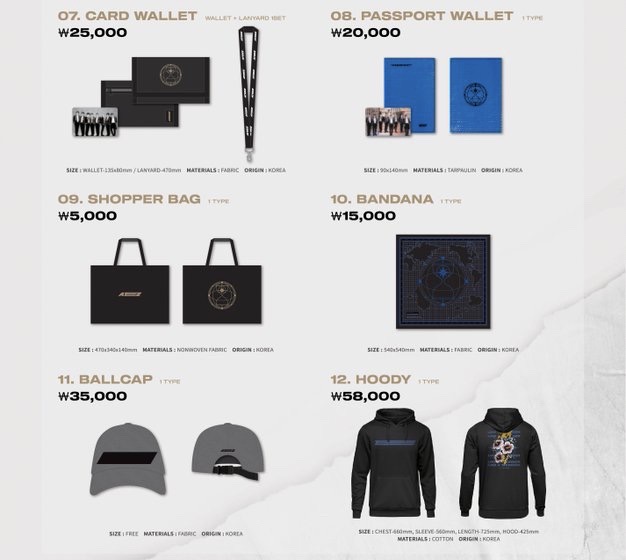 07. CARD WALLET WALLET + LANYARD 1SET
₩25,000
SIZE : WALLET-135x80mm / LANYARD-470mm MATERIALS : FABRIC ORIGIN : KOREA
08. PASSPORT WALLET 1 TYPE
₩20,000
SIZE : 90x140mm MATERIALS : TARPAULIN ORIGIN : KOREA
09. SHOPPER BAG 1 TYPE
₩5,000
SIZE : 470x340x140mm MATERIALS : NONWOVEN FABRIC ORIGIN : KOREA
10. BANDANA 1 TYPE
₩15,000
SIZE : 540x540mm MATERIALS : FABRIC ORIGIN : KOREA
11. BALLCAP 1 TYPE
₩35,000
SIZE : FREE MATERIALS : FABRIC ORIGIN : KOREA
12. HOODY 1 TYPE
₩58,000
SIZE : CHEST-660mm, SLEEVE-560mm, LENGTH-725mm, HOOD-425mm
MATERIALS : COTTON ORIGIN : KOREA